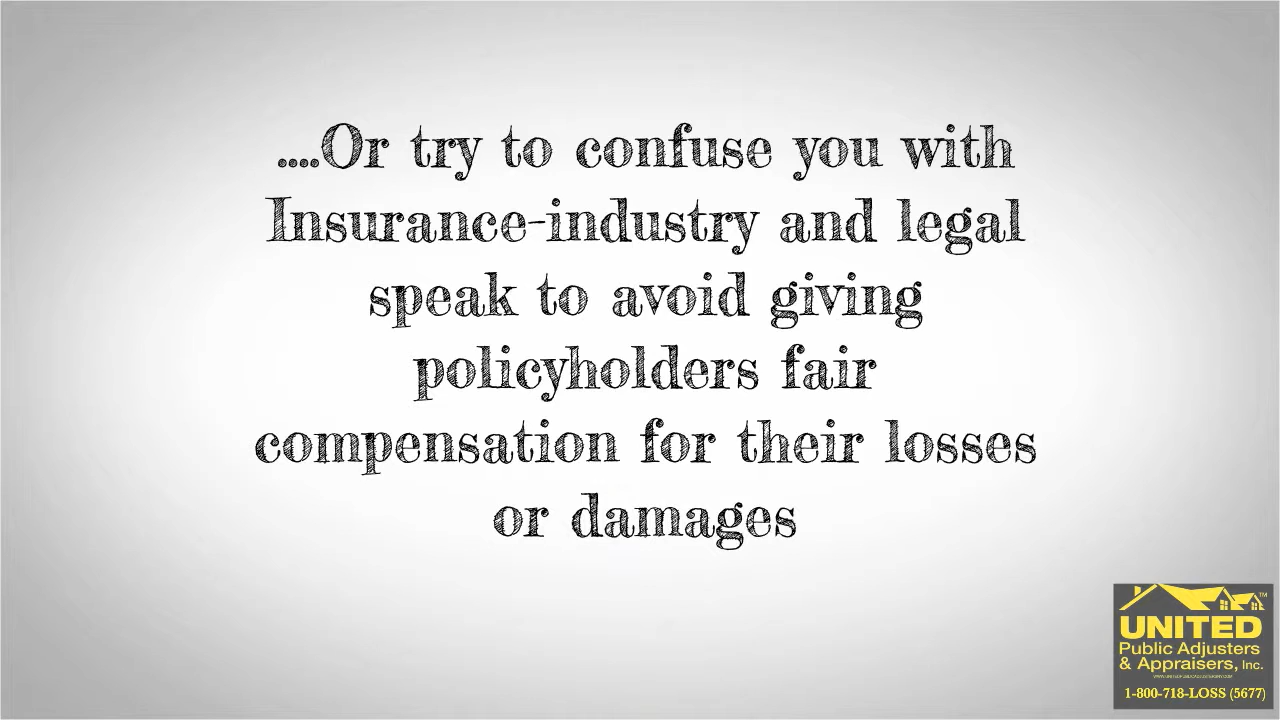 ....Or try to confuse you with
Insurance-industry and legal
speak to avoid giving
policyholders fair
compensation for their losses
or damages
TM
UNITED
Public Adjusters
& Appraisers, Inc.
1-800-718-LOSS (5677)